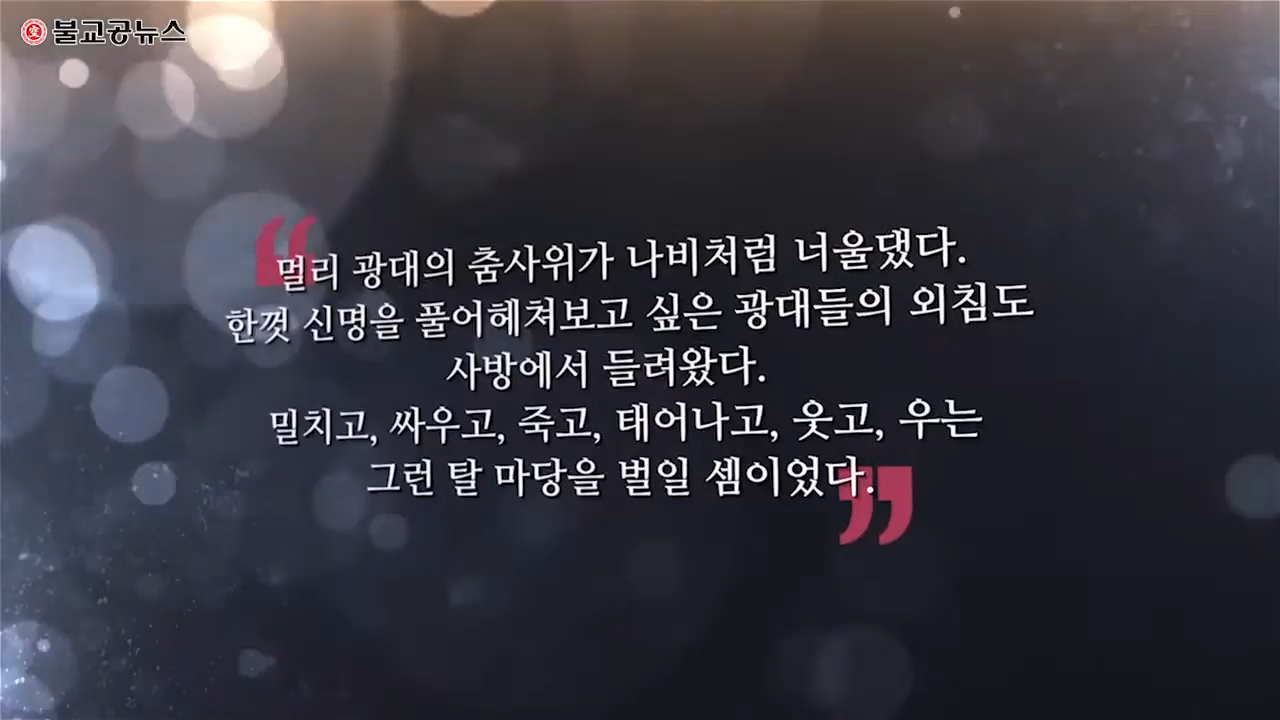 불교공뉴스
“멀리 광대의 춤사위가 나비처럼 너울댔다.
한껏 신명을 풀어헤쳐보고 싶은 광대들의 외침도
사방에서 들려왔다.
밀치고, 싸우고, 죽고, 태어나고, 웃고, 우는
그런 탈 마당을 벌일 셈이었다.”